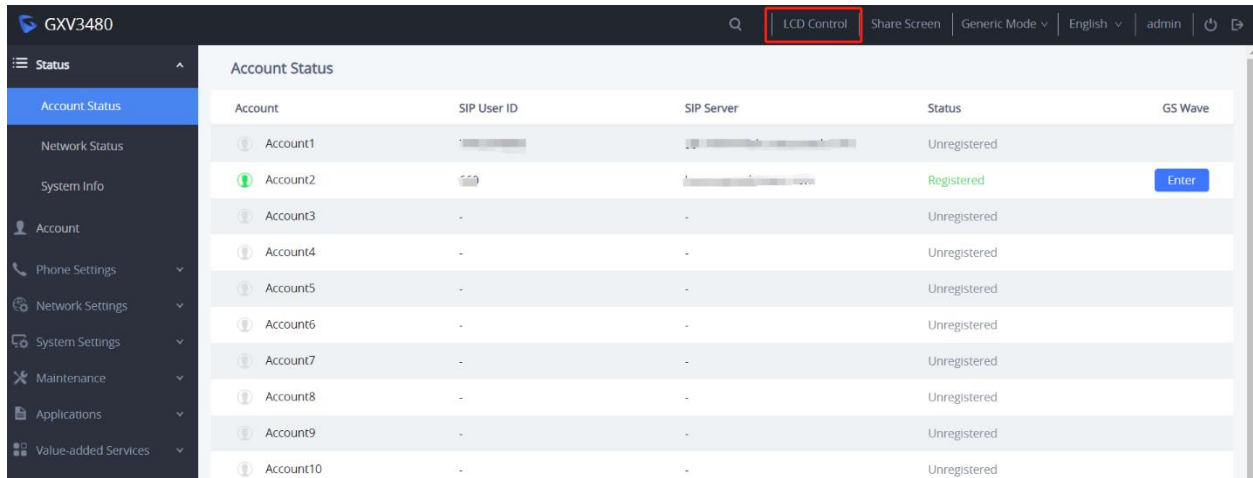 GXV3480 LCD Control Share Screen Generic Mode English admin
Status
Account Status
Network Status
System Info
Account
Phone Settings
Network Settings
System Settings
Maintenance
Applications
Value-added Services
Account Status
Account SIP User ID SIP Server Status GS Wave
Account1 Unregistered
Account2 Registered Enter
Account3 - - Unregistered
Account4 - - Unregistered
Account5 - - Unregistered
Account6 - - Unregistered
Account7 - - Unregistered
Account8 - - Unregistered
Account9 - - Unregistered
Account10 - - Unregistered